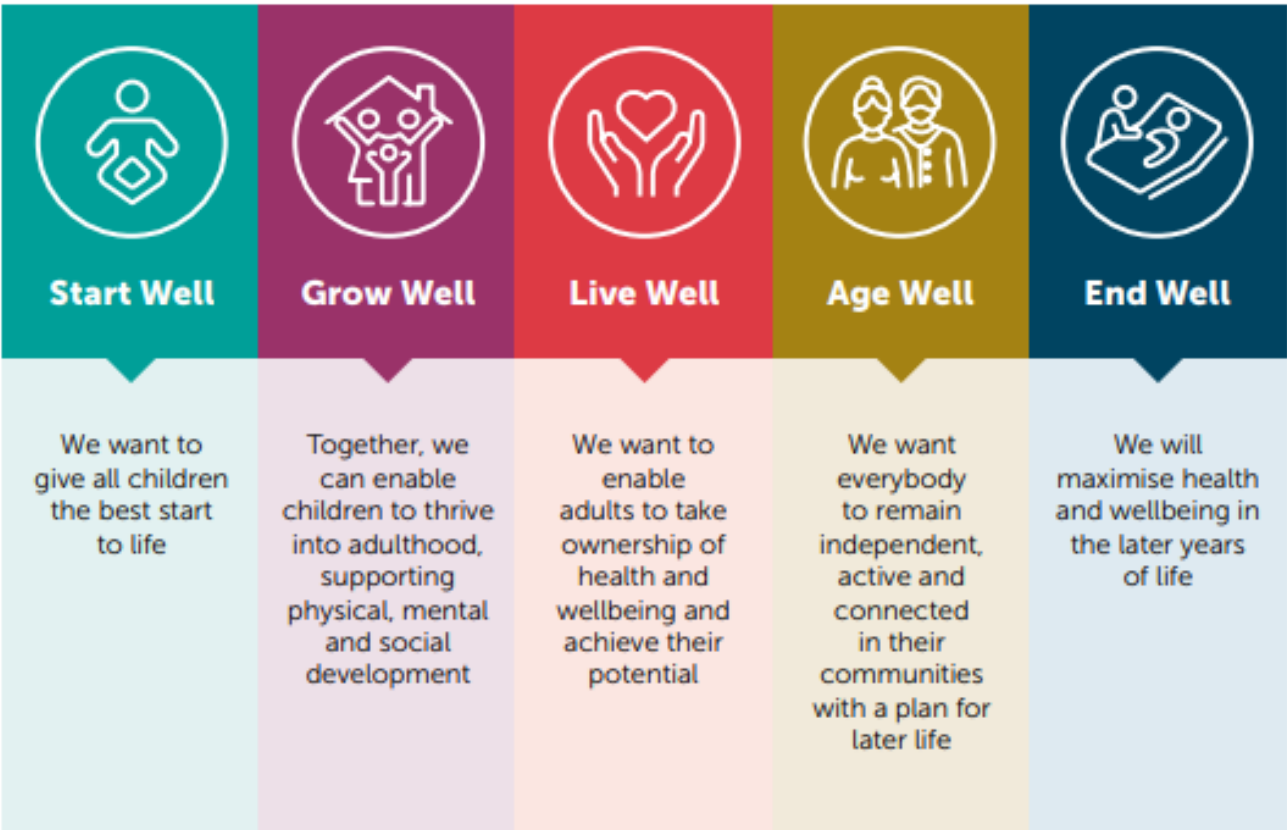 Start Well
We want to
give all children
the best start
to life
Grow Well
Together, we
can enable
children to thrive
into adulthood,
supporting
physical, mental
and social
development
Live Well
We want to
enable
adults to take
ownership of
health and
wellbeing and
achieve their
potential
Age Well
We want
everybody
to remain
independent,
active and
connected
in their
communities
with a plan for
later life
End Well
We will
maximise health
and wellbeing in
the later years
of life